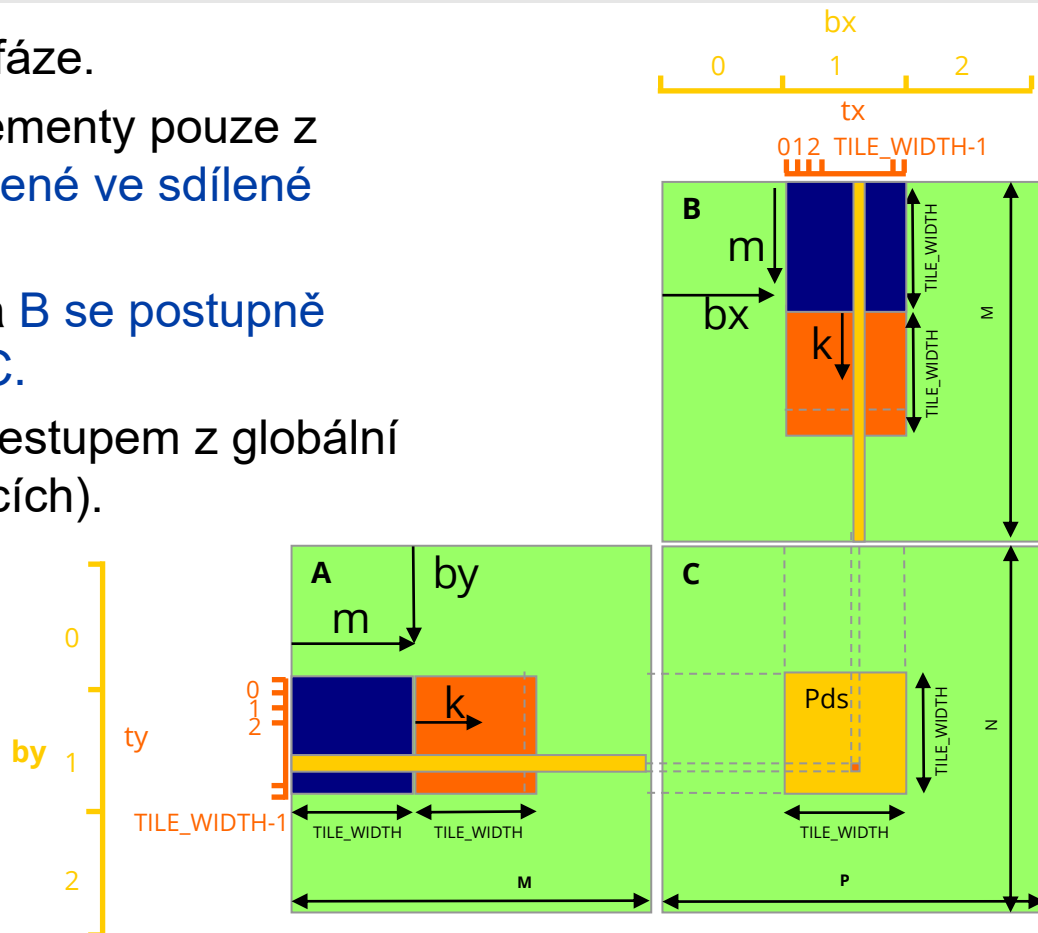 fáze.
ementy pouze z
ené ve sdílené
a B se postupně
C.
estupem z globální
cích).
bx
0 1 2
tx
012 TILE_WIDTH-1
B
m
bx
k
TILE_WIDTH
TILE_WIDTH
M
A
by
m
k
0
1
2
by
ty
0
1
2
TILE_WIDTH-1
TILE_WIDTH TILE_WIDTH
M
C
Pds
TILE_WIDTH
N
TILE_WIDTH
P